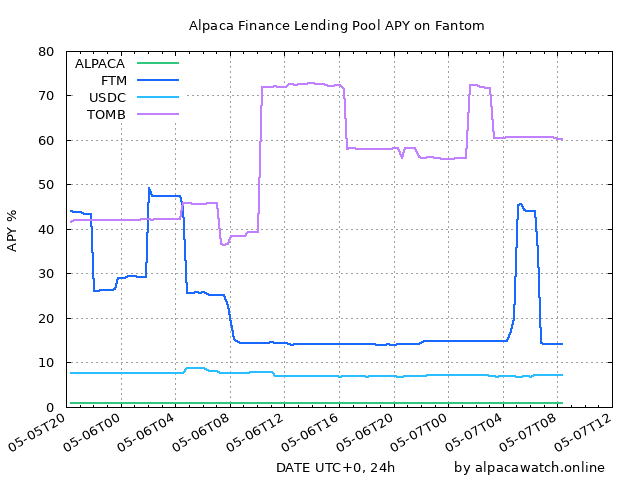 Alpaca Finance Lending Pool APY on Fantom
80
70
60
50
40
30
20
10
0
APY %
ALPACA
FTM
USDC
TOMB
05-05T20
05-06T00
05-06T04
05-06T08
05-06T12
05-06T16
05-06T20
05-07T00
05-07T04
05-07T08
05-07T12
DATE UTC+0, 24h
by alpacawatch.online